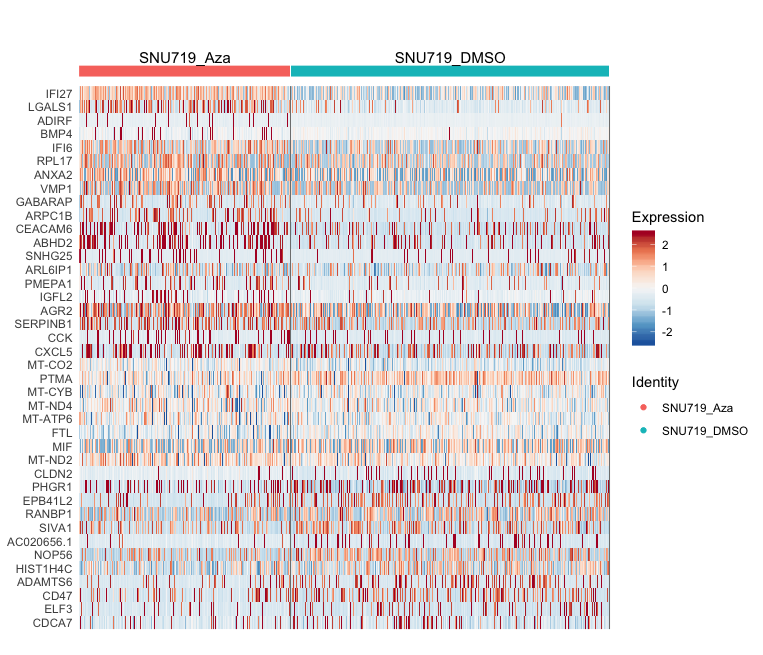 SNU719_Aza SNU719_DMSO
IFI27
LGALS1
ADIRF
BMP4
IFI6
RPL17
ANXA2
VMP1
GABARAP
ARPC1B
CEACAM6
ABHD2
SNHG25
ARL6IP1
PMEPA1
IGFL2
AGR2
SERPINB1
CCK
CXCL5
MT-CO2
PTMA
MT-CYB
MT-ND4
MT-ATP6
FTL
MIF
MT-ND2
CLDN2
PHGR1
EPB41L2
RANBP1
SIVA1
AC020656.1
NOP56
HIST1H4C
ADAMTS6
CD47
ELF3
CDCA7
Expression
2
1
0
-1
-2
Identity
SNU719_Aza
SNU719_DMSO